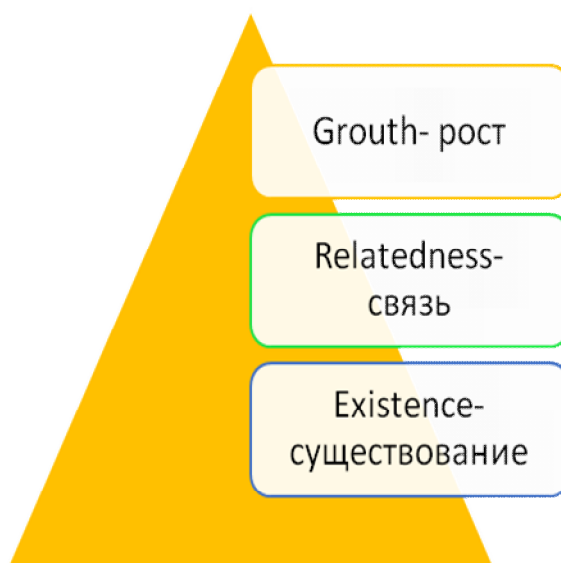 Grouth- рост
Relatedness-
связь
Existence-
существование